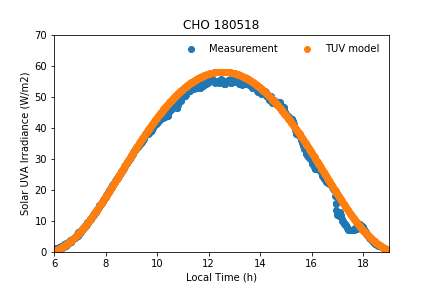 CHO 180518
Measurement TUV model
70
60
50
40
30
20
10
0
Solar UVA Irradiance (W/m2)
6 8 10 12 14 16 18
Local Time (h)